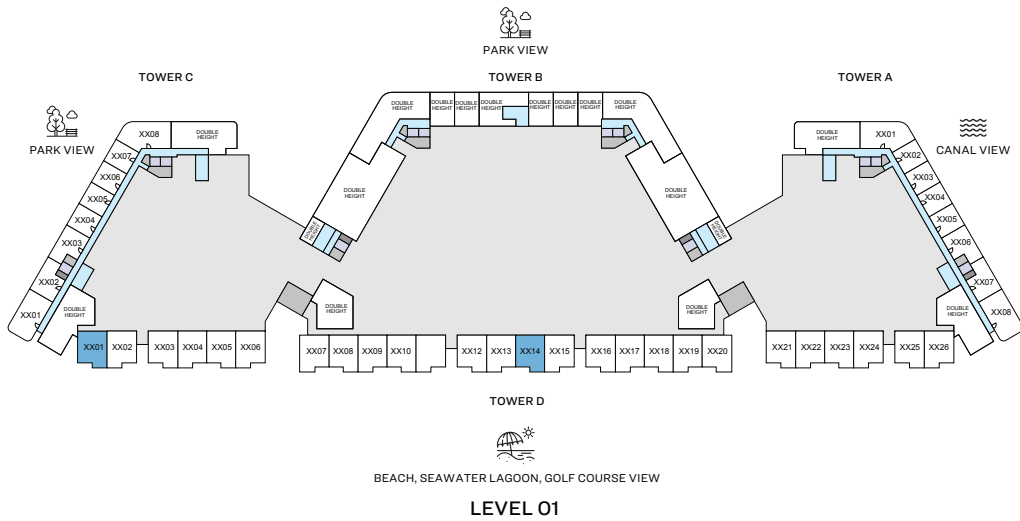 PARK VIEW
TOWER C
TOWER B
TOWER A
PARK VIEW
CANAL VIEW
XX08
DOUBLE
HEIGHT
XX07
XX06
XX05
XX04
XX03
XX02
XX01
DOUBLE
HEIGHT
DOUBLE
HEIGHT
DOUBLE
HEIGHT
DOUBLE
HEIGHT
DOUBLE
HEIGHT
DOUBLE
HEIGHT
DOUBLE
HEIGHT
DOUBLE
HEIGHT
DOUBLE
HEIGHT
DOUBLE
HEIGHT
DOUBLE
HEIGHT
DOUBLE
HEIGHT
DOUBLE
HEIGHT
DOUBLE
HEIGHT
DOUBLE
HEIGHT
DOUBLE
HEIGHT
XX01
XX02
XX03
XX04
XX05
XX06
XX07
XX08
DOUBLE
HEIGHT
XX01 XX02 XX03 XX04 XX05 XX06 XX07 XX08 XX09 XX10 XX12 XX13 XX14 XX15 XX16 XX17 XX18 XX19 XX20 XX21 XX22 XX23 XX24 XX25 XX26
TOWER D
BEACH, SEAWATER LAGOON, GOLF COURSE VIEW
LEVEL 01